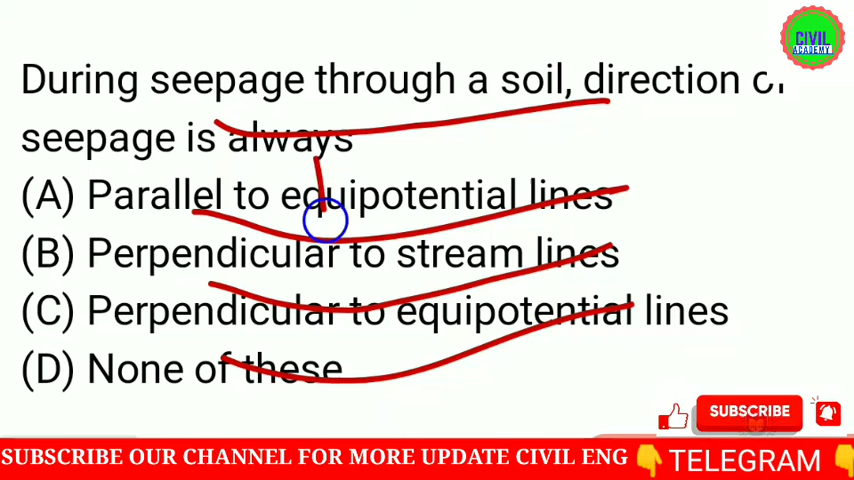 CIVIL
ACADEMY
During seepage through a soil, direction of
seepage is always
(A) Parallel to equipotential lines
(B) Perpendicular to stream lines
(C) Perpendicular to equipotential lines
(D) None of these
SUBSCRIBE
SUBSCRIBE OUR CHANNEL FOR MORE UPDATE CIVIL ENG 👇 TELEGRAM 👇